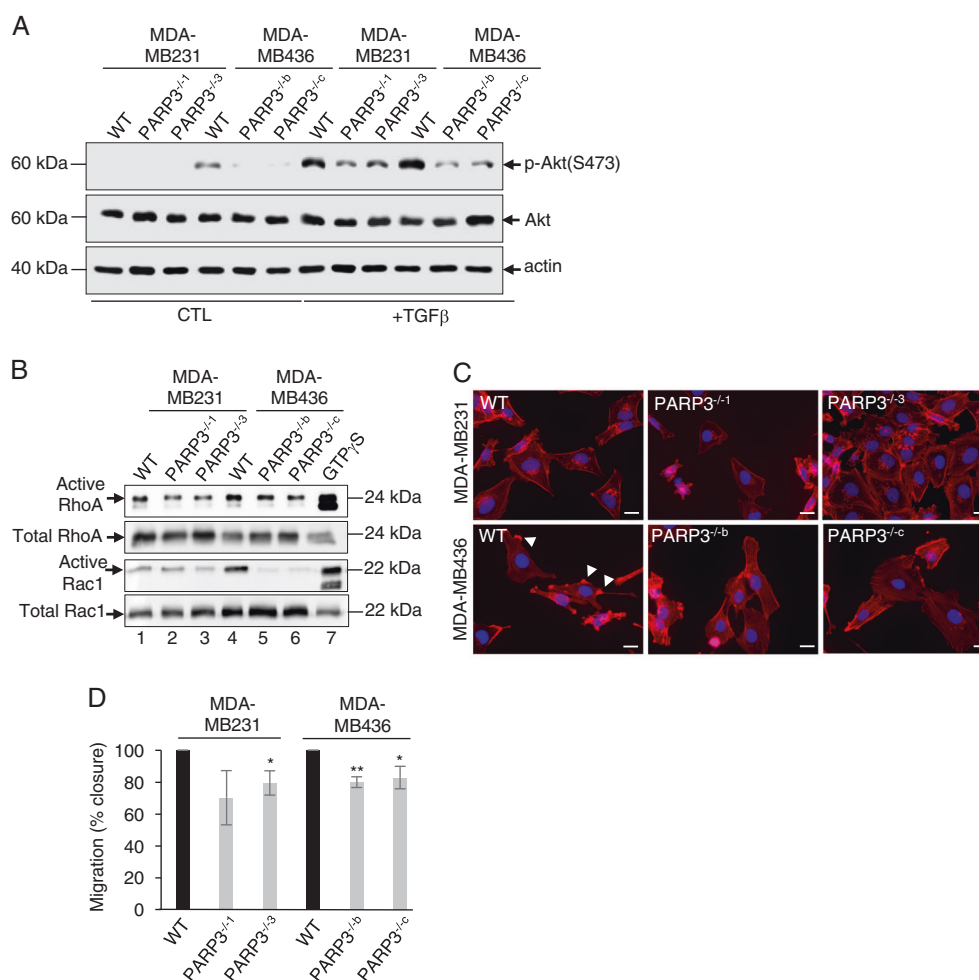 A
MDA-
MB231
MDA-
MB436
MDA-
MB231
MDA-
MB436
WT
PARP3-/-1
PARP3-/-3
WT
PARP3-/-b
PARP3-/-c
WT
PARP3-/-1
PARP3-/-3
WT
PARP3-/-b
PARP3-/-c
60 kDa
p-Akt(S473)
60 kDa
Akt
40 kDa
actin
CTL
+TGFβ
B
MDA-
MB231
MDA-
MB436
WT
PARP3-/-1
PARP3-/-3
WT
PARP3-/-b
PARP3-/-c
GTPγS
Active
RhoA
24 kDa
Total RhoA
24 kDa
Active
Rac1
22 kDa
Total Rac1
22 kDa
1 2 3 4 5 6 7
C
MDA-MB231
WT
PARP3-/-1
PARP3-/-3
MDA-MB436
WT
PARP3-/-b
PARP3-/-c
D
MDA-
MB231
MDA-
MB436
Migration (% closure)
100
80
60
40
20
0
*
**
*
WT
PARP3-/-1
PARP3-/-3
WT
PARP3-/-b
PARP3-/-c